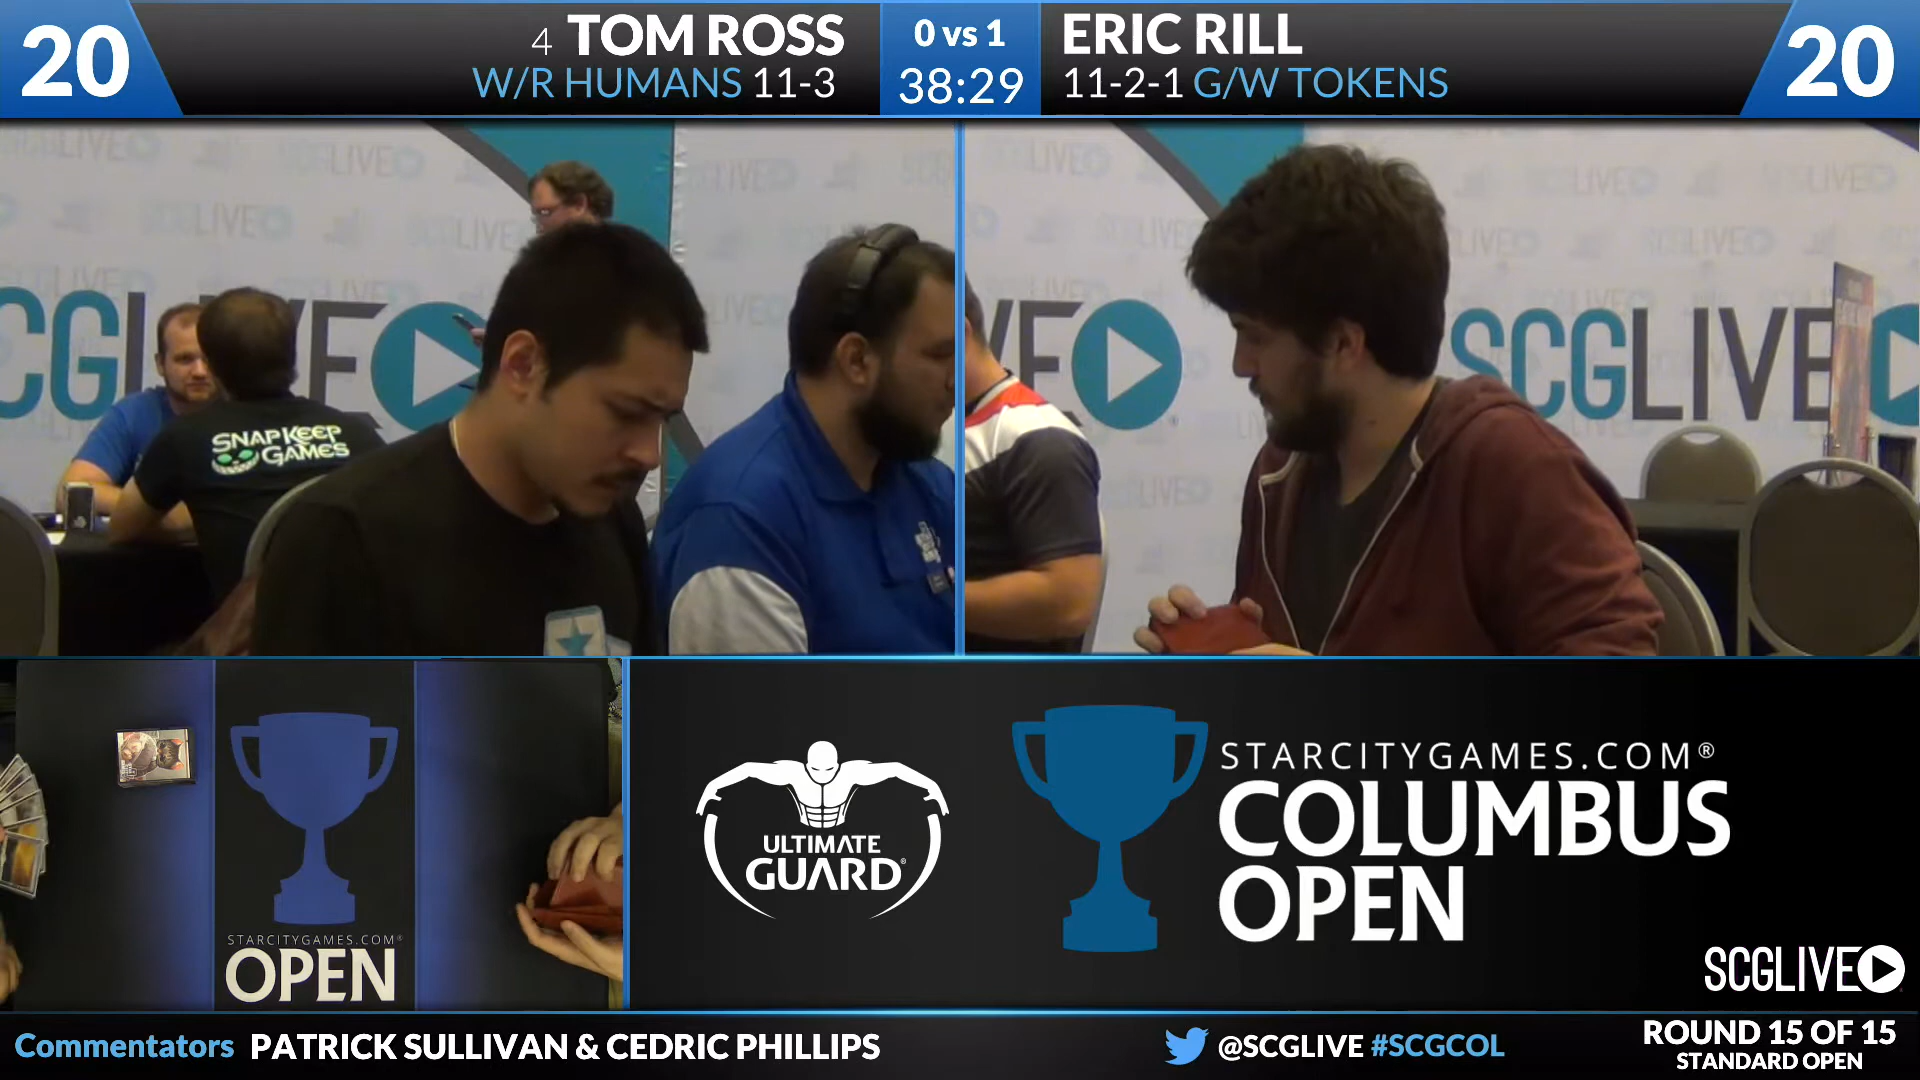 20
4 TOM ROSS
W/R HUMANS 11-3
0 vs 1
38:29
ERIC RILL
11-2-1 G/W TOKENS
20
SCGLIVE
SCGLIVE
SNAP KEEP
GAMES
STARCITYGAMES.COM®
OPEN
ULTIMATE
GUARD®
STARCITYGAMES.COM®
COLUMBUS
OPEN
SCGLIVE
Commentators PATRICK SULLIVAN & CEDRIC PHILLIPS
@SCGLIVE #SCGCOL
ROUND 15 OF 15
STANDARD OPEN